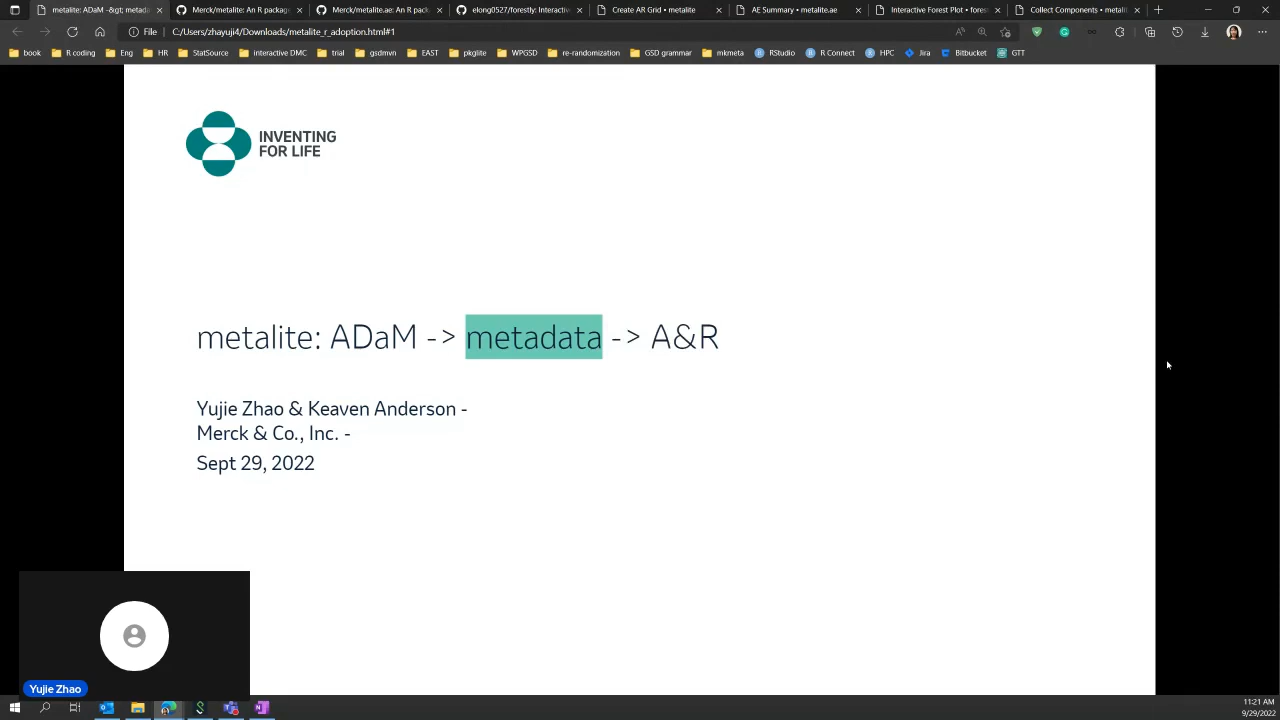 metalite: ADaM -&gt; metada
Merck/metalite: An R package
Merck/metalite.ae: An R pack
elong0527/forestly: Interactive
Create AR Grid • metalite
AE Summary • metalite.ae
Interactive Forest Plot • fores
Collect Components • metalit
File
C:/Users/zhayuji4/Downloads/metalite_r_adoption.html#1
book
R coding
Eng
HR
StatSource
interactive DMC
trial
gsdmvn
EAST
pkglite
WPGSD
re-randomization
GSD grammar
mkmeta
RStudio
R Connect
HPC
Jira
Bitbucket
GTT
INVENTING
FOR LIFE
metalite: ADaM -> metadata -> A&R
Yujie Zhao & Keaven Anderson -
Merck & Co., Inc. -
Sept 29, 2022
Yujie Zhao
11:21 AM
9/29/2022